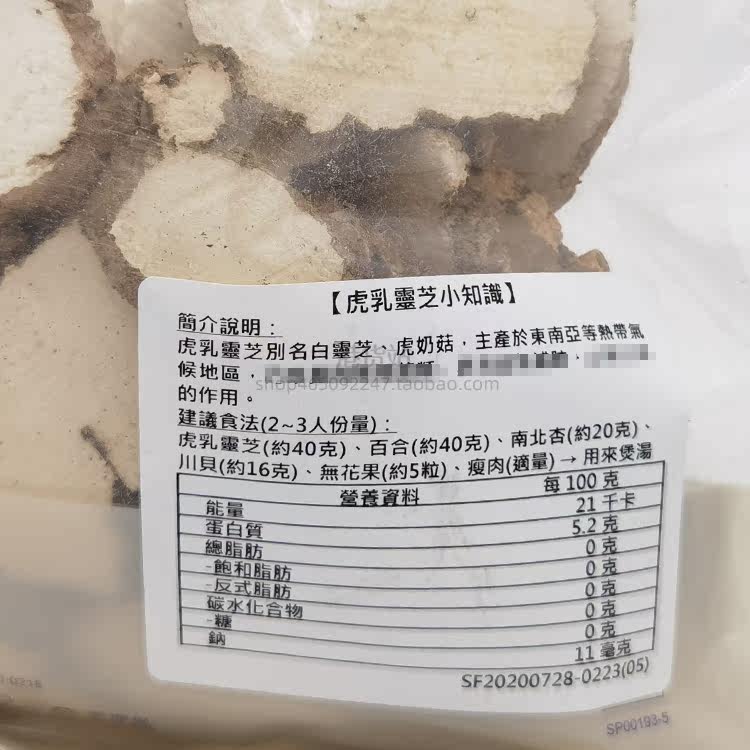 【虎乳靈芝小知識】
簡介說明：
虎乳靈芝別名白靈芝、虎奶菇，主產於東南亞等熱帶氣
候地區，
shop403092247.taobao.com
的作用。
建議食法(2~3人份量)：
虎乳靈芝(約40克)、百合(約40克)、南北杏(約20克)、
川貝(約16克)、無花果(約5粒)、瘦肉(適量)→用來煲湯
營養資料 每 100 克
能量 21 千卡
蛋白質 5.2 克
總脂肪 0 克
-飽和脂肪 0 克
-反式脂肪 0 克
碳水化合物 0 克
-糖 0 克
鈉 11 毫克
SF20200728-0223(05)
SP00193-5